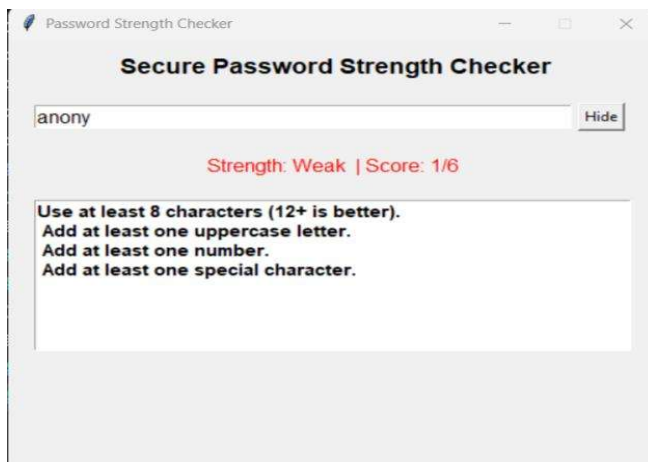 Password Strength Checker
Secure Password Strength Checker
anony Hide
Strength: Weak | Score: 1/6
Use at least 8 characters (12+ is better).
Add at least one uppercase letter.
Add at least one number.
Add at least one special character.